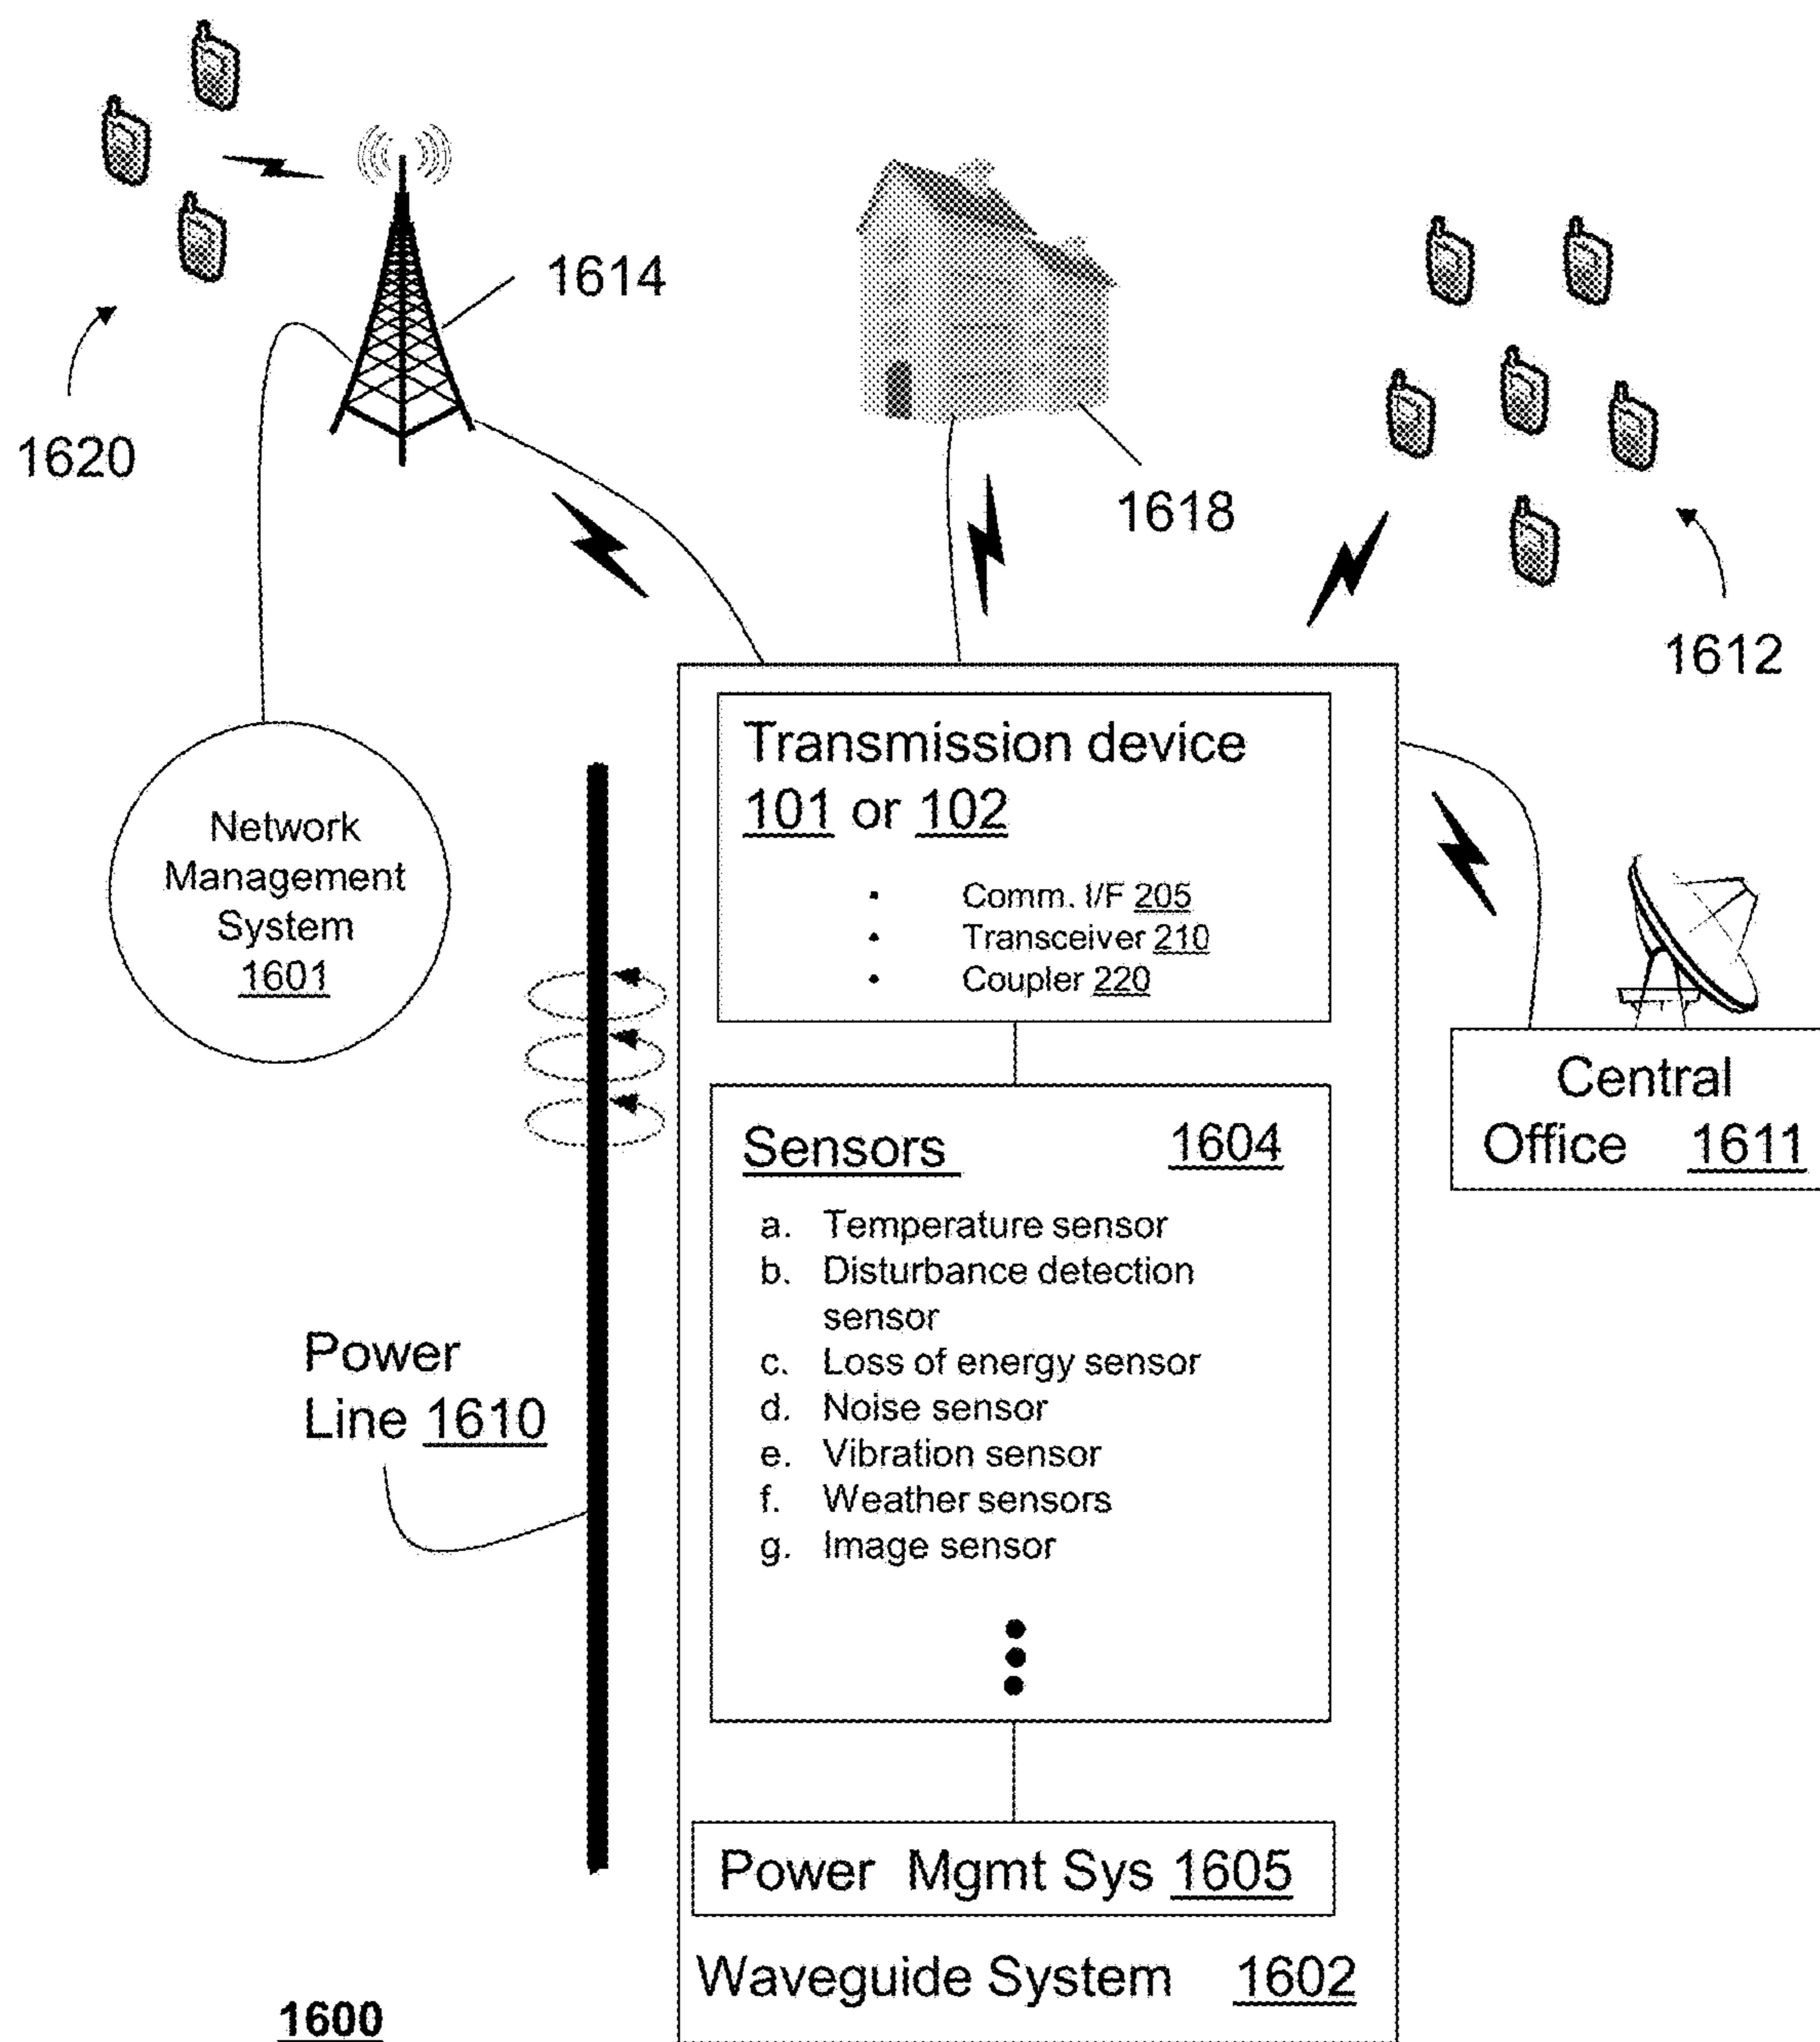 1614
1620
1618
1612
Network
Management
System
1601
Transmission device
101 or 102
• Comm. I/F 205
• Transceiver 210
• Coupler 220
Central
Office 1611
Sensors 1604
a. Temperature sensor
b. Disturbance detection
sensor
c. Loss of energy sensor
d. Noise sensor
e. Vibration sensor
f. Weather sensors
g. Image sensor
Power
Line 1610
Power Mgmt Sys 1605
Waveguide System 1602
1600